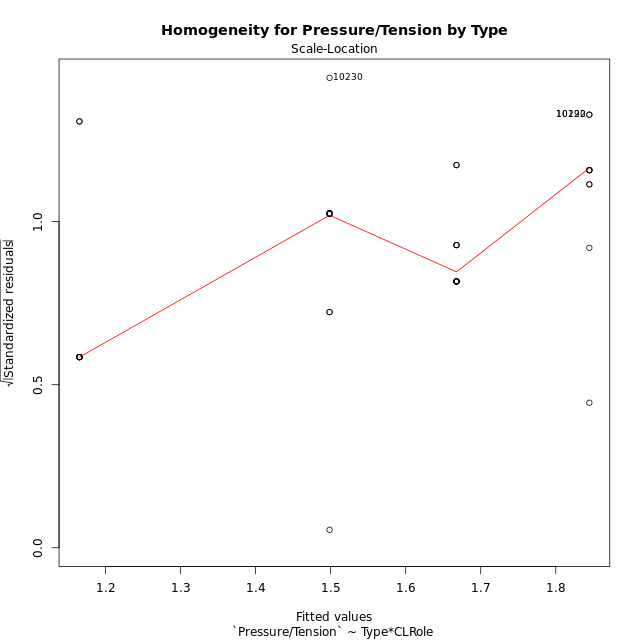 Homogeneity for Pressure/Tension by Type
Scale-Location
10230
1.0
0.5
0.0
√|Standardized residuals|
1.2 1.3 1.4 1.5 1.6 1.7 1.8
Fitted values
`Pressure/Tension` ~ Type*CLRole